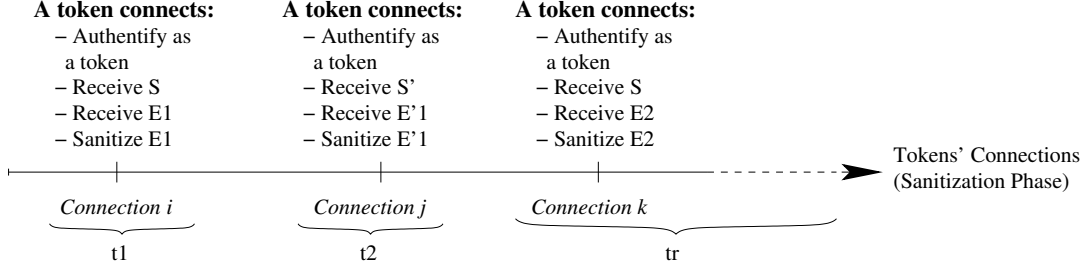 A token connects:
– Authentify as
a token
– Receive S
– Receive E1
– Sanitize E1
A token connects:
– Authentify as
a token
– Receive S'
– Receive E'1
– Sanitize E'1
A token connects:
– Authentify as
a token
– Receive S
– Receive E2
– Sanitize E2
Tokens' Connections
(Sanitization Phase)
Connection i
Connection j
Connection k
t1
t2
tr